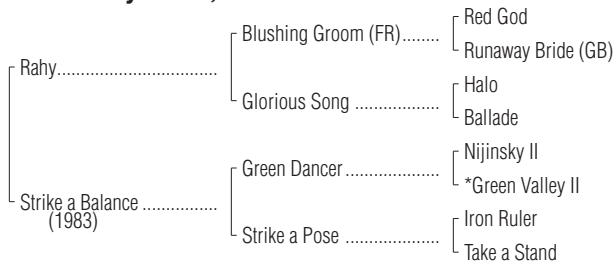 Red God
Blushing Groom (FR)........
Runaway Bride (GB)
Rahy................................
Halo
Glorious Song .................
Ballade
Nijinsky II
Green Dancer...................
*Green Valley II
Strike a Balance ...............
(1983)
Iron Ruler
Strike a Pose ...................
Take a Stand